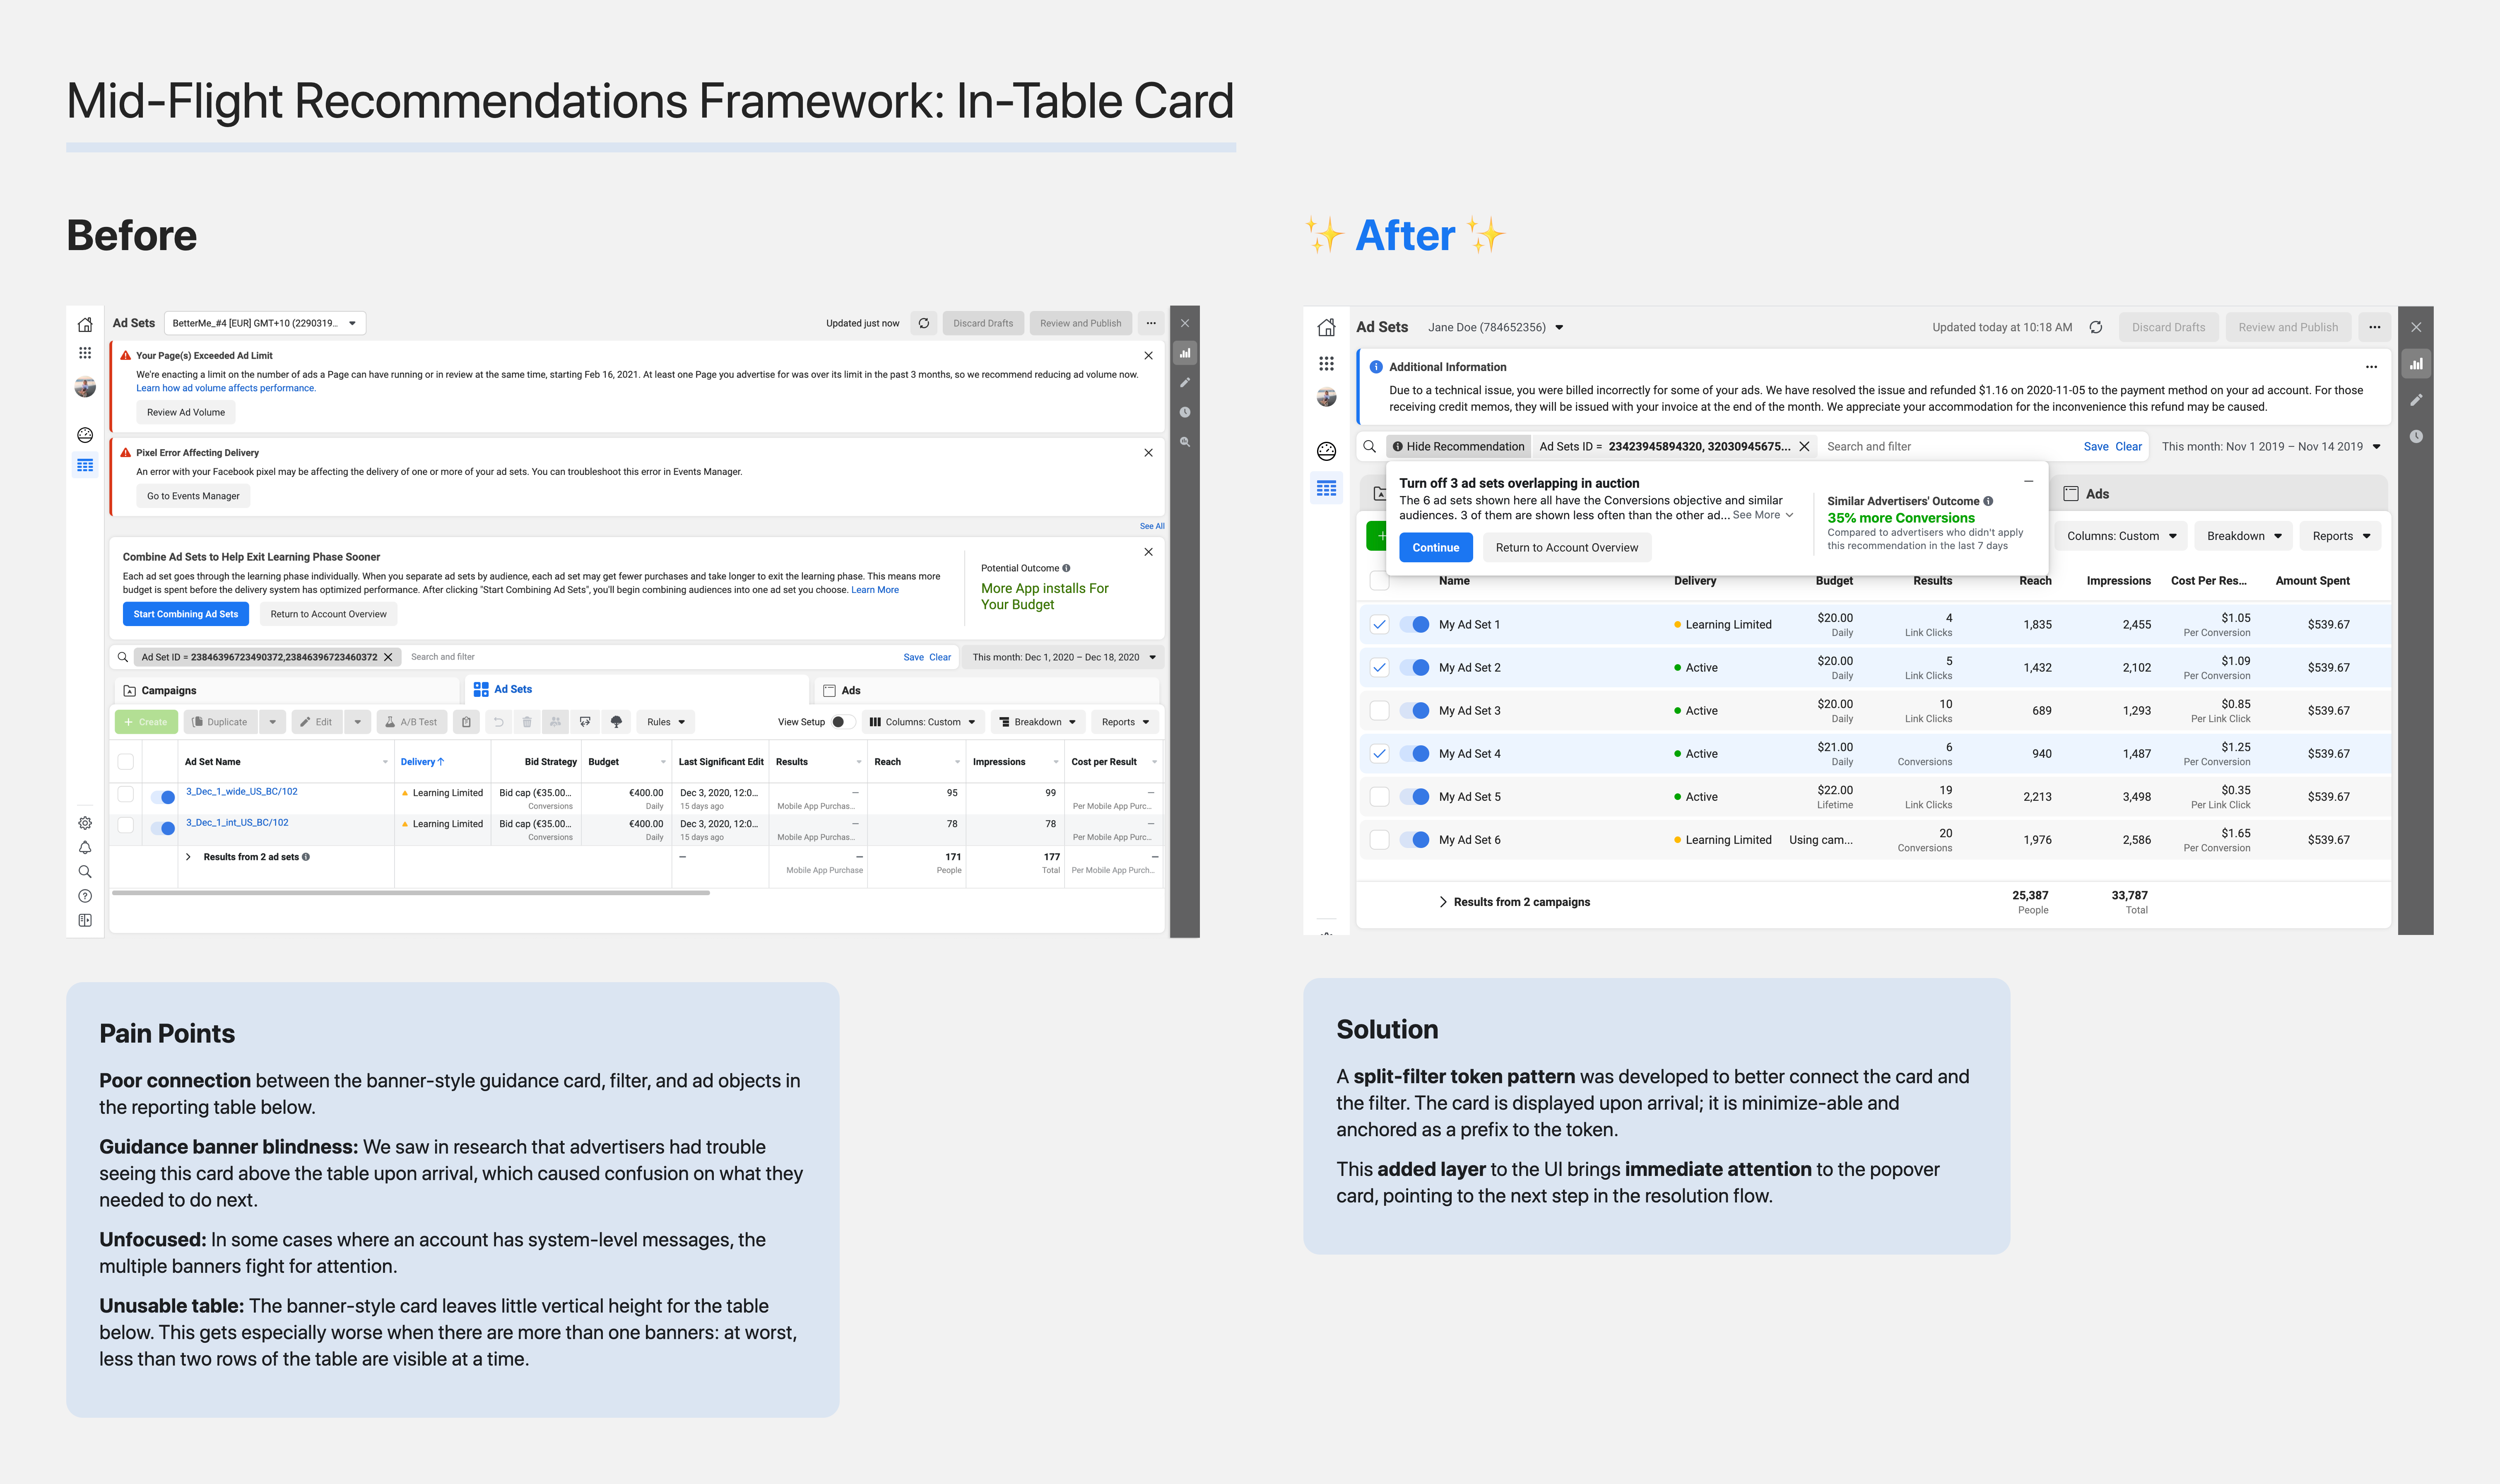 Mid-Flight Recommendations Framework: In-Table Card
Before
Ad Sets
BetterMe_#4 [EUR] GMT+10 (2290319...
Updated just now
Discard Drafts
Review and Publish
Your Page(s) Exceeded Ad Limit
We're enacting a limit on the number of ads a Page can have running or in review at the same time, starting Feb 16, 2021. At least one Page you advertise for was over its limit in the past 3 months, so we recommend reducing ad volume now.
Learn how ad volume affects performance.
Review Ad Volume
Pixel Error Affecting Delivery
An error with your Facebook pixel may be affecting the delivery of one or more of your ad sets. You can troubleshoot this error in Events Manager.
Go to Events Manager
See All
Combine Ad Sets to Help Exit Learning Phase Sooner
Each ad set goes through the learning phase individually. When you separate ad sets by audience, each ad set may get fewer purchases and take longer to exit the learning phase. This means more
budget is spent before the delivery system has optimized performance. After clicking "Start Combining Ad Sets", you'll begin combining audiences into one ad set you choose. Learn More
Start Combining Ad Sets
Return to Account Overview
Potential Outcome
More App installs For
Your Budget
Ad Set ID = 23846396723490372,23846396723460372
Search and filter
Save Clear
This month: Dec 1, 2020 – Dec 18, 2020
Campaigns
Ad Sets
Ads
+ Create
Duplicate
Edit
A/B Test
Rules
View Setup
Columns: Custom
Breakdown
Reports
Ad Set Name
Delivery ↑
Bid Strategy
Budget
Last Significant Edit
Results
Reach
Impressions
Cost per Result
3_Dec_1_wide_US_BC/102
Learning Limited
Bid cap (€35.00...
Conversions
€400.00
Daily
Dec 3, 2020, 12:0...
15 days ago
—
Mobile App Purchas...
95
99
—
Per Mobile App Purc...
3_Dec_1_int_US_BC/102
Learning Limited
Bid cap (€35.00...
Conversions
€400.00
Daily
Dec 3, 2020, 12:0...
15 days ago
—
Mobile App Purchas...
78
78
—
Per Mobile App Purc...
Results from 2 ad sets
—
—
Mobile App Purchase
171
People
177
Total
—
Per Mobile App Purch...
Pain Points
Poor connection between the banner-style guidance card, filter, and ad objects in
the reporting table below.
Guidance banner blindness: We saw in research that advertisers had trouble
seeing this card above the table upon arrival, which caused confusion on what they
needed to do next.
Unfocused: In some cases where an account has system-level messages, the
multiple banners fight for attention.
Unusable table: The banner-style card leaves little vertical height for the table
below. This gets especially worse when there are more than one banners: at worst,
less than two rows of the table are visible at a time.
✨ After ✨
Ad Sets
Jane Doe (784652356)
Updated today at 10:18 AM
Discard Drafts
Review and Publish
Additional Information
Due to a technical issue, you were billed incorrectly for some of your ads. We have resolved the issue and refunded $1.16 on 2020-11-05 to the payment method on your ad account. For those
receiving credit memos, they will be issued with your invoice at the end of the month. We appreciate your accommodation for the inconvenience this refund may be caused.
Hide Recommendation
Ad Sets ID = 23423945894320, 32030945675...
Search and filter
Save Clear
This month: Nov 1 2019 – Nov 14 2019
Turn off 3 ad sets overlapping in auction
The 6 ad sets shown here all have the Conversions objective and similar
audiences. 3 of them are shown less often than the other ad... See More
Continue
Return to Account Overview
Similar Advertisers' Outcome
35% more Conversions
Compared to advertisers who didn't apply
this recommendation in the last 7 days
Ads
+
Columns: Custom
Breakdown
Reports
Name
Delivery
Budget
Results
Reach
Impressions
Cost Per Res...
Amount Spent
My Ad Set 1
Learning Limited
$20.00
Daily
4
Link Clicks
1,835
2,455
$1.05
Per Conversion
$539.67
My Ad Set 2
Active
$20.00
Daily
5
Link Clicks
1,432
2,102
$1.09
Per Conversion
$539.67
My Ad Set 3
Active
$20.00
Daily
10
Link Clicks
689
1,293
$0.85
Per Link Click
$539.67
My Ad Set 4
Active
$21.00
Daily
6
Conversions
940
1,487
$1.25
Per Conversion
$539.67
My Ad Set 5
Active
$22.00
Lifetime
19
Link Clicks
2,213
3,498
$0.35
Per Link Click
$539.67
My Ad Set 6
Learning Limited
Using cam...
20
Conversions
1,976
2,586
$1.65
Per Conversion
$539.67
Results from 2 campaigns
25,387
People
33,787
Total
Solution
A split-filter token pattern was developed to better connect the card and
the filter. The card is displayed upon arrival; it is minimize-able and
anchored as a prefix to the token.
This added layer to the UI brings immediate attention to the popover
card, pointing to the next step in the resolution flow.